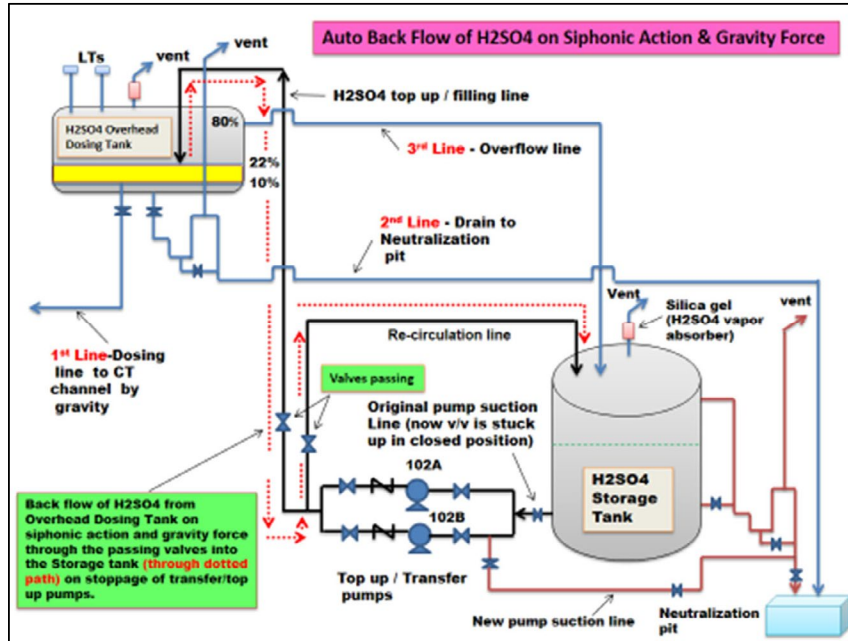 Auto Back Flow of H2SO4 on Siphonic Action & Gravity Force
LTs
vent
vent
H2SO4 top up / filling line
H2SO4 Overhead
Dosing Tank
80%
22%
10%
3rd Line - Overflow line
2nd Line - Drain to
Neutralization
pit
Vent
Silica gel
(H2SO4 vapor
absorber)
vent
1st Line-Dosing
line to CT
channel by
gravity
Re-circulation line
Valves passing
Original pump suction
Line (now v/v is stuck
up in closed position)
102A
102B
H2SO4
Storage
Tank
Back flow of H2SO4 from
Overhead Dosing Tank on
siphonic action and gravity force
through the passing valves into
the Storage tank (through dotted
path) on stoppage of transfer/top
up pumps.
Top up / Transfer
pumps
New pump suction line
Neutralization
pit